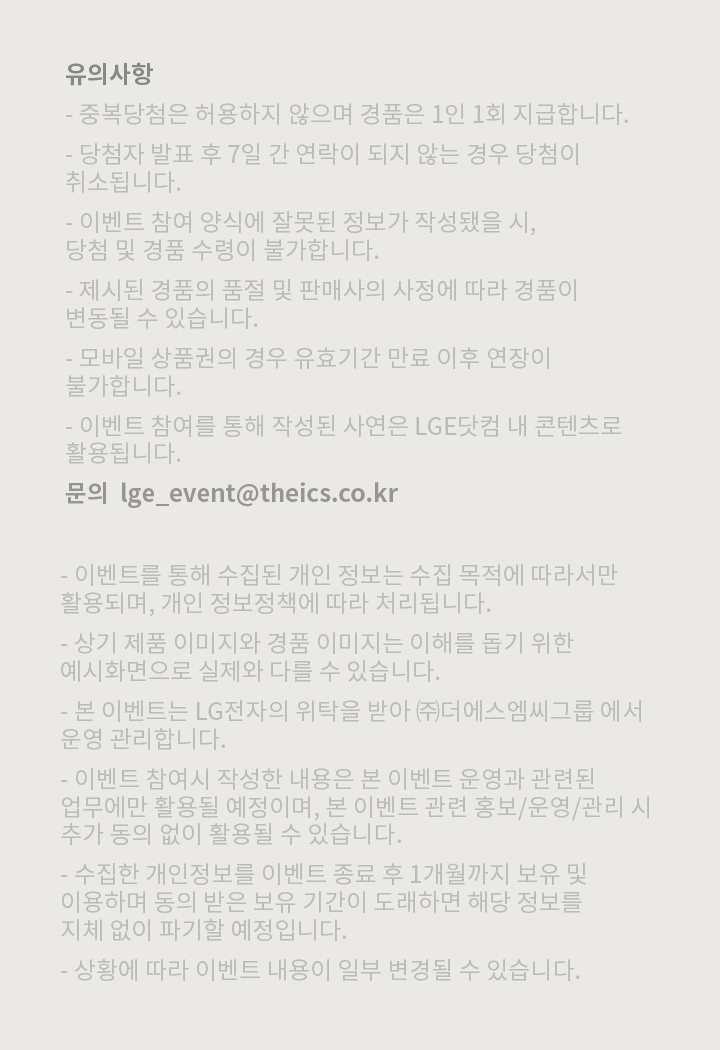 유의사항
- 중복당첨은 허용하지 않으며 경품은 1인 1회 지급합니다.
- 당첨자 발표 후 7일 간 연락이 되지 않는 경우 당첨이
취소됩니다.
- 이벤트 참여 양식에 잘못된 정보가 작성됐을 시,
당첨 및 경품 수령이 불가합니다.
- 제시된 경품의 품절 및 판매사의 사정에 따라 경품이
변동될 수 있습니다.
- 모바일 상품권의 경우 유효기간 만료 이후 연장이
불가합니다.
- 이벤트 참여를 통해 작성된 사연은 LGE닷컴 내 콘텐츠로
활용됩니다.
문의 lge_event@theics.co.kr
- 이벤트를 통해 수집된 개인 정보는 수집 목적에 따라서만
활용되며, 개인 정보정책에 따라 처리됩니다.
- 상기 제품 이미지와 경품 이미지는 이해를 돕기 위한
예시화면으로 실제와 다를 수 있습니다.
- 본 이벤트는 LG전자의 위탁을 받아 ㈜더에스엠씨그룹 에서
운영 관리합니다.
- 이벤트 참여시 작성한 내용은 본 이벤트 운영과 관련된
업무에만 활용될 예정이며, 본 이벤트 관련 홍보/운영/관리 시
추가 동의 없이 활용될 수 있습니다.
- 수집한 개인정보를 이벤트 종료 후 1개월까지 보유 및
이용하며 동의 받은 보유 기간이 도래하면 해당 정보를
지체 없이 파기할 예정입니다.
- 상황에 따라 이벤트 내용이 일부 변경될 수 있습니다.